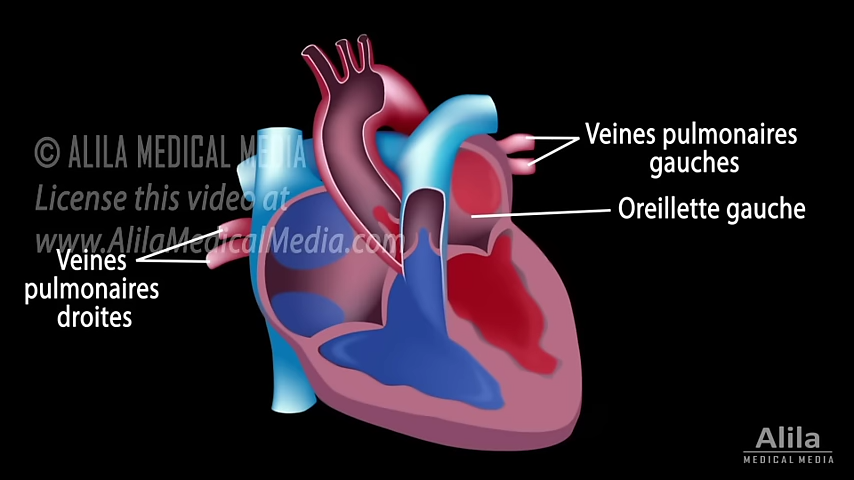 © ALILA MEDICAL MEDIA
License this video at
www.AlilaMedicalMedia.com
Veines pulmonaires
gauches
Oreillette gauche
Veines
pulmonaires
droites
Alila
MEDICAL MEDIA